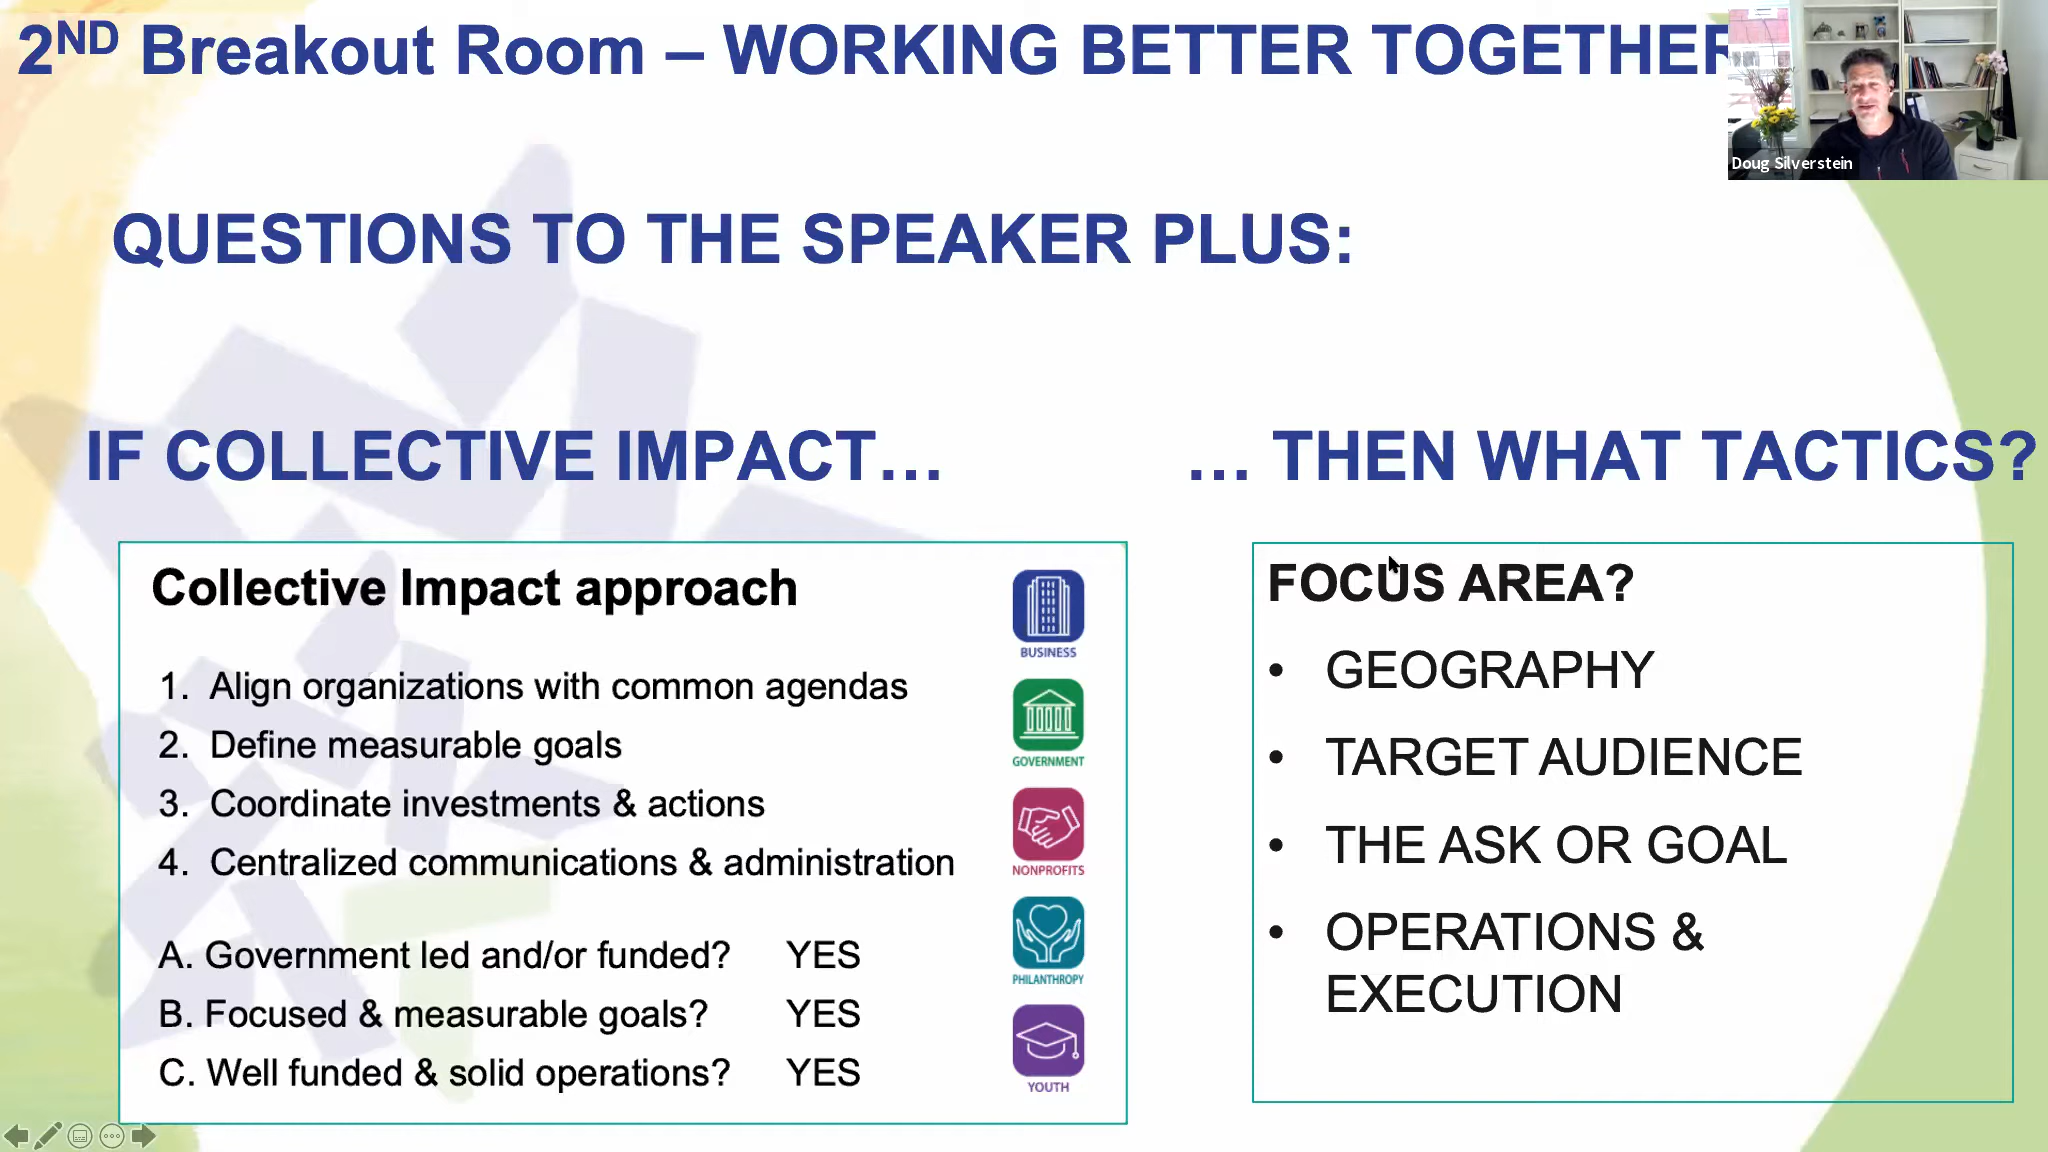 2ND Breakout Room – WORKING BETTER TOGETHER
Doug Silverstein
QUESTIONS TO THE SPEAKER PLUS:
IF COLLECTIVE IMPACT…
… THEN WHAT TACTICS?
Collective Impact approach
1. Align organizations with common agendas
2. Define measurable goals
3. Coordinate investments & actions
4. Centralized communications & administration
A. Government led and/or funded? YES
B. Focused & measurable goals? YES
C. Well funded & solid operations? YES
BUSINESS
GOVERNMENT
NONPROFITS
PHILANTHROPY
YOUTH
FOCUS AREA?
• GEOGRAPHY
• TARGET AUDIENCE
• THE ASK OR GOAL
• OPERATIONS &
EXECUTION